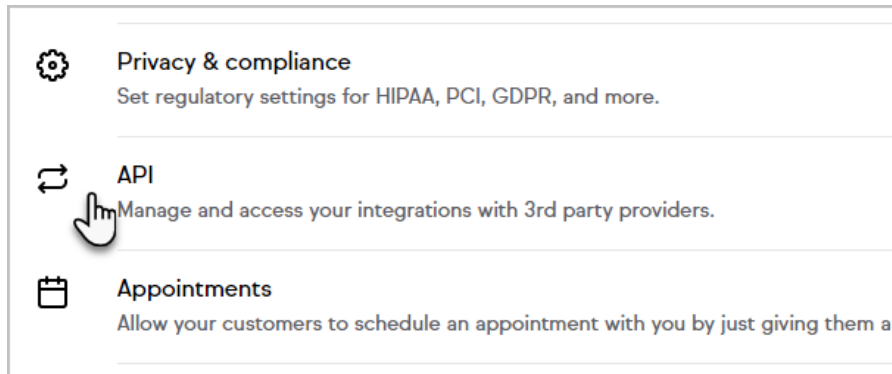 Privacy & compliance
Set regulatory settings for HIPAA, PCI, GDPR, and more.
API
Manage and access your integrations with 3rd party providers.
Appointments
Allow your customers to schedule an appointment with you by just giving them a